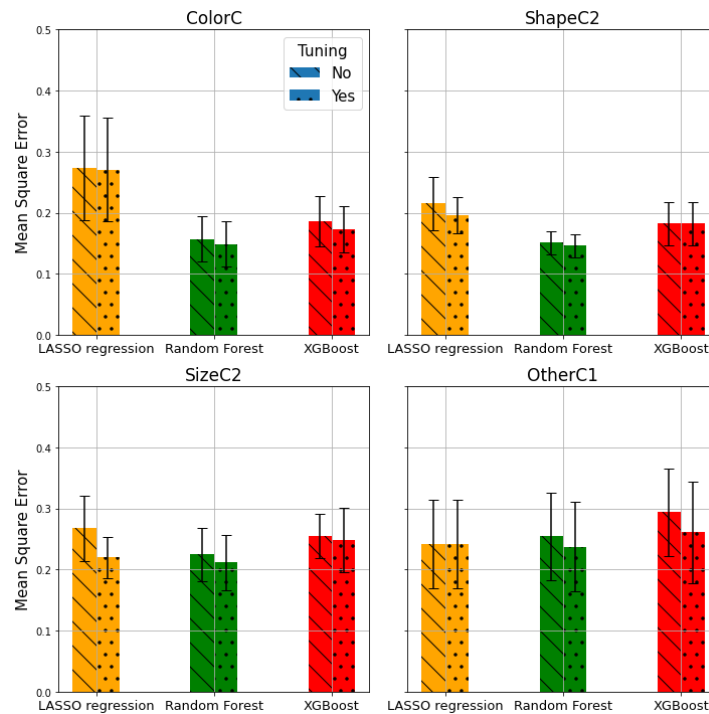 ColorC
ShapeC2
Mean Square Error
0.5
0.4
0.3
0.2
0.1
0.0
Tuning
No
Yes
LASSO regression Random Forest XGBoost
LASSO regression Random Forest XGBoost
SizeC2
OtherC1
Mean Square Error
0.5
0.4
0.3
0.2
0.1
0.0
LASSO regression Random Forest XGBoost
LASSO regression Random Forest XGBoost